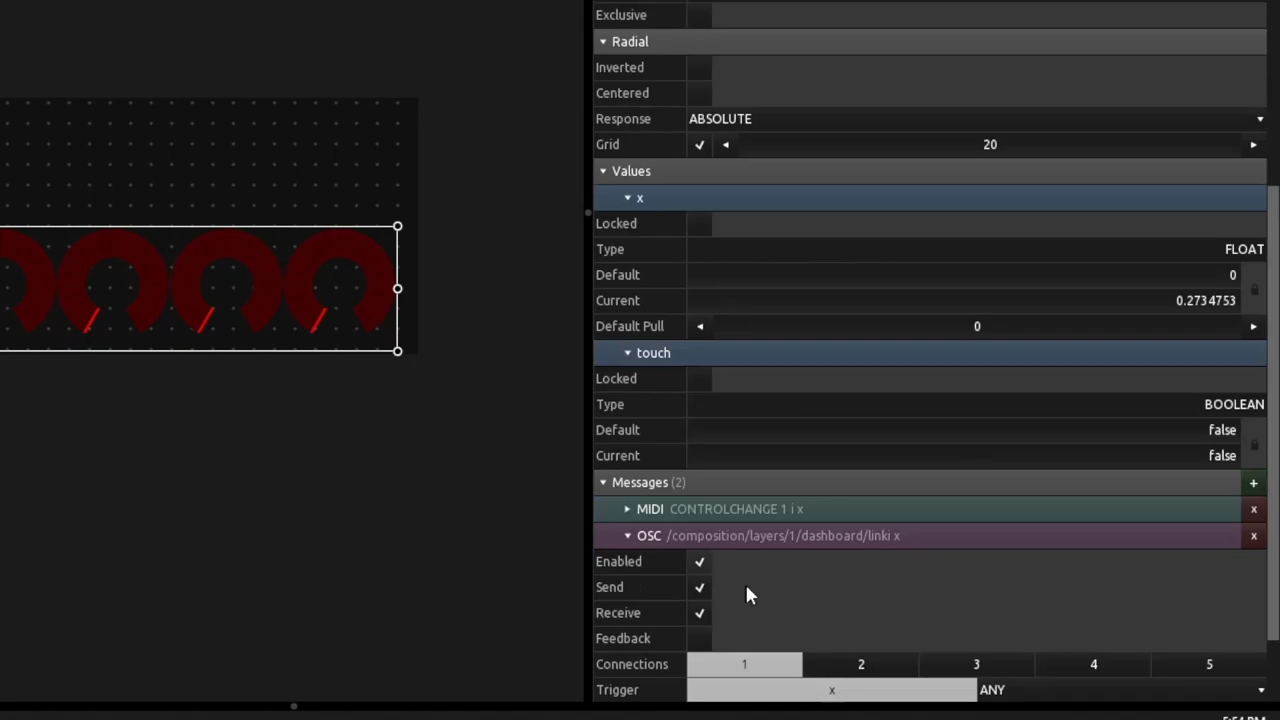 Exclusive
Radial
Inverted
Centered
Response ABSOLUTE
Grid 20
Values
x
Locked
Type FLOAT
Default 0
Current 0.2734753
Default Pull 0
touch
Locked
Type BOOLEAN
Default false
Current false
Messages (2) +
MIDI CONTROLCHANGE 1 i x x
OSC /composition/layers/1/dashboard/linki x x
Enabled
Send
Receive
Feedback
Connections 1 2 3 4 5
Trigger x ANY